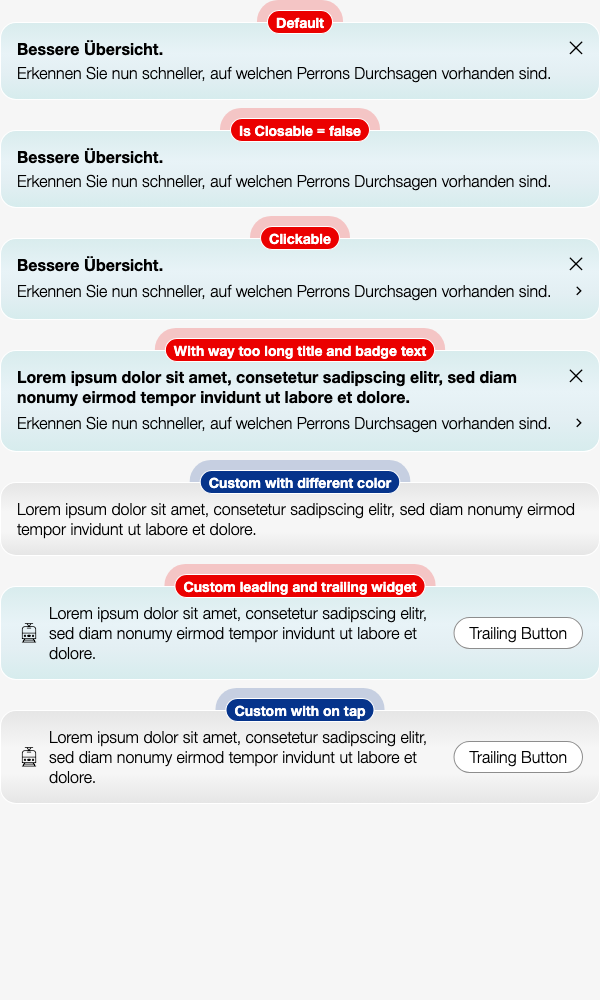 Default
Bessere Übersicht.
Erkennen Sie nun schneller, auf welchen Perrons Durchsagen vorhanden sind.
Is Closable = false
Bessere Übersicht.
Erkennen Sie nun schneller, auf welchen Perrons Durchsagen vorhanden sind.
Clickable
Bessere Übersicht.
Erkennen Sie nun schneller, auf welchen Perrons Durchsagen vorhanden sind.
With way too long title and badge text
Lorem ipsum dolor sit amet, consetetur sadipscing elitr, sed diam
nonumy eirmod tempor invidunt ut labore et dolore.
Erkennen Sie nun schneller, auf welchen Perrons Durchsagen vorhanden sind.
Custom with different color
Lorem ipsum dolor sit amet, consetetur sadipscing elitr, sed diam nonumy eirmod
tempor invidunt ut labore et dolore.
Custom leading and trailing widget
Lorem ipsum dolor sit amet, consetetur sadipscing elitr,
sed diam nonumy eirmod tempor invidunt ut labore et
dolore.
Trailing Button
Custom with on tap
Lorem ipsum dolor sit amet, consetetur sadipscing elitr,
sed diam nonumy eirmod tempor invidunt ut labore et
dolore.
Trailing Button